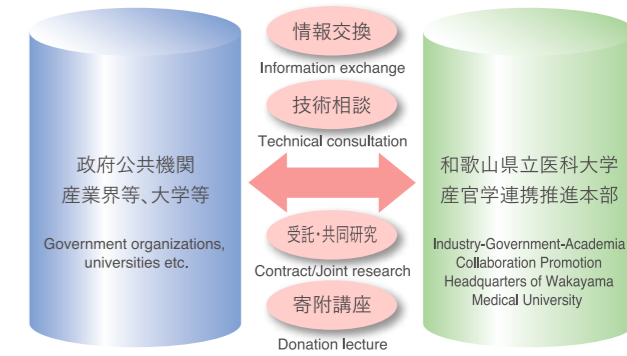 政府公共機関
産業界等、大学等
Government organizations,
universities etc.
情報交換
Information exchange
技術相談
Technical consultation
受託・共同研究
Contract/Joint research
寄附講座
Donation lecture
和歌山県立医科大学
産官学連携推進本部
Industry-Government-Academia
Collaboration Promotion
Headquarters of Wakayama
Medical University